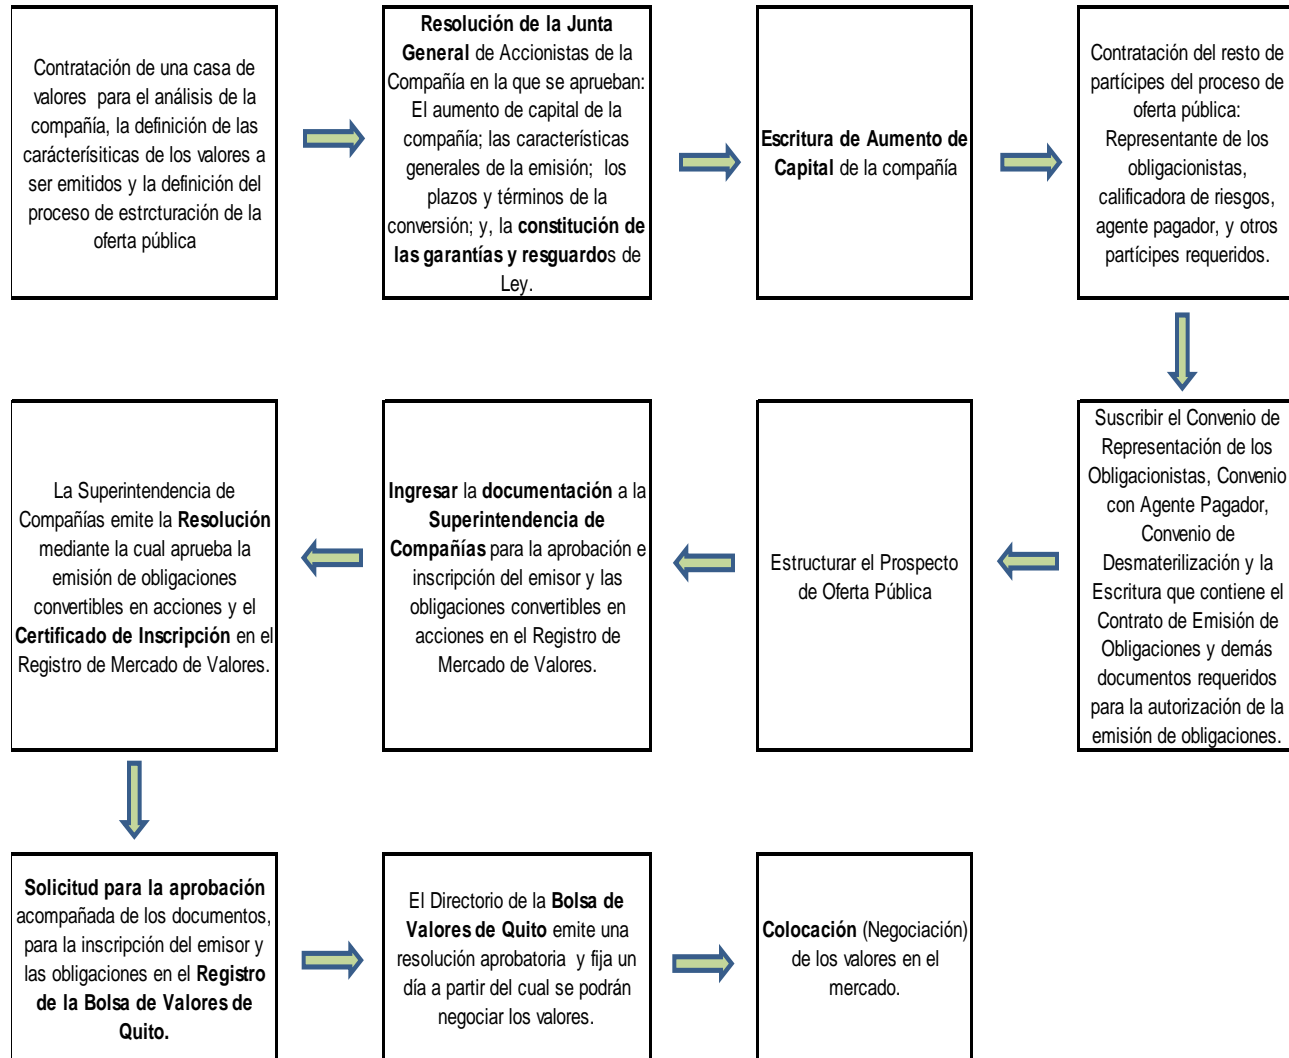 Contratación de una casa de
valores para el análisis de la
compañía, la definición de las
carácterísiticas de los valores a
ser emitidos y la definición del
proceso de estrcturación de la
oferta pública
Resolución de la Junta
General de Accionistas de la
Compañía en la que se aprueban:
El aumento de capital de la
compañía; las características
generales de la emisión; los
plazos y términos de la
conversión; y, la constitución de
las garantías y resguardos de
Ley.
Escritura de Aumento de
Capital de la compañía
Contratación del resto de
partícipes del proceso de
oferta pública:
Representante de los
obligacionistas,
calificadora de riesgos,
agente pagador, y otros
partícipes requeridos.
Suscribir el Convenio de
Representación de los
Obligacionistas, Convenio
con Agente Pagador,
Convenio de
Desmaterilización y la
Escritura que contiene el
Contrato de Emisión de
Obligaciones y demás
documentos requeridos
para la autorización de la
emisión de obligaciones.
Estructurar el Prospecto
de Oferta Pública
Ingresar la documentación a la
Superintendencia de
Compañías para la aprobación e
inscripción del emisor y las
obligaciones convertibles en
acciones en el Registro de
Mercado de Valores.
La Superintendencia de
Compañías emite la Resolución
mediante la cual aprueba la
emisión de obligaciones
convertibles en acciones y el
Certificado de Inscripción en el
Registro de Mercado de Valores.
Solicitud para la aprobación
acompañada de los documentos,
para la inscripción del emisor y
las obligaciones en el Registro
de la Bolsa de Valores de
Quito.
El Directorio de la Bolsa de
Valores de Quito emite una
resolución aprobatoria y fija un
día a partir del cual se podrán
negociar los valores.
Colocación (Negociación)
de los valores en el
mercado.